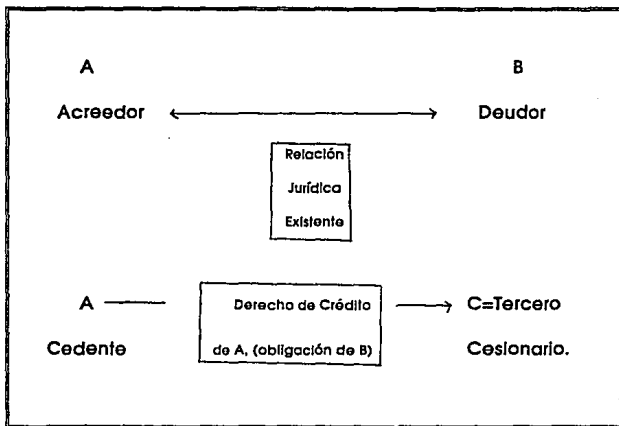 A B
Acreedor Deudor
Relación
Jurídica
Existente
A Derecho de Crédito C=Tercero
Cedente de A, (obligación de B) Cesionario.